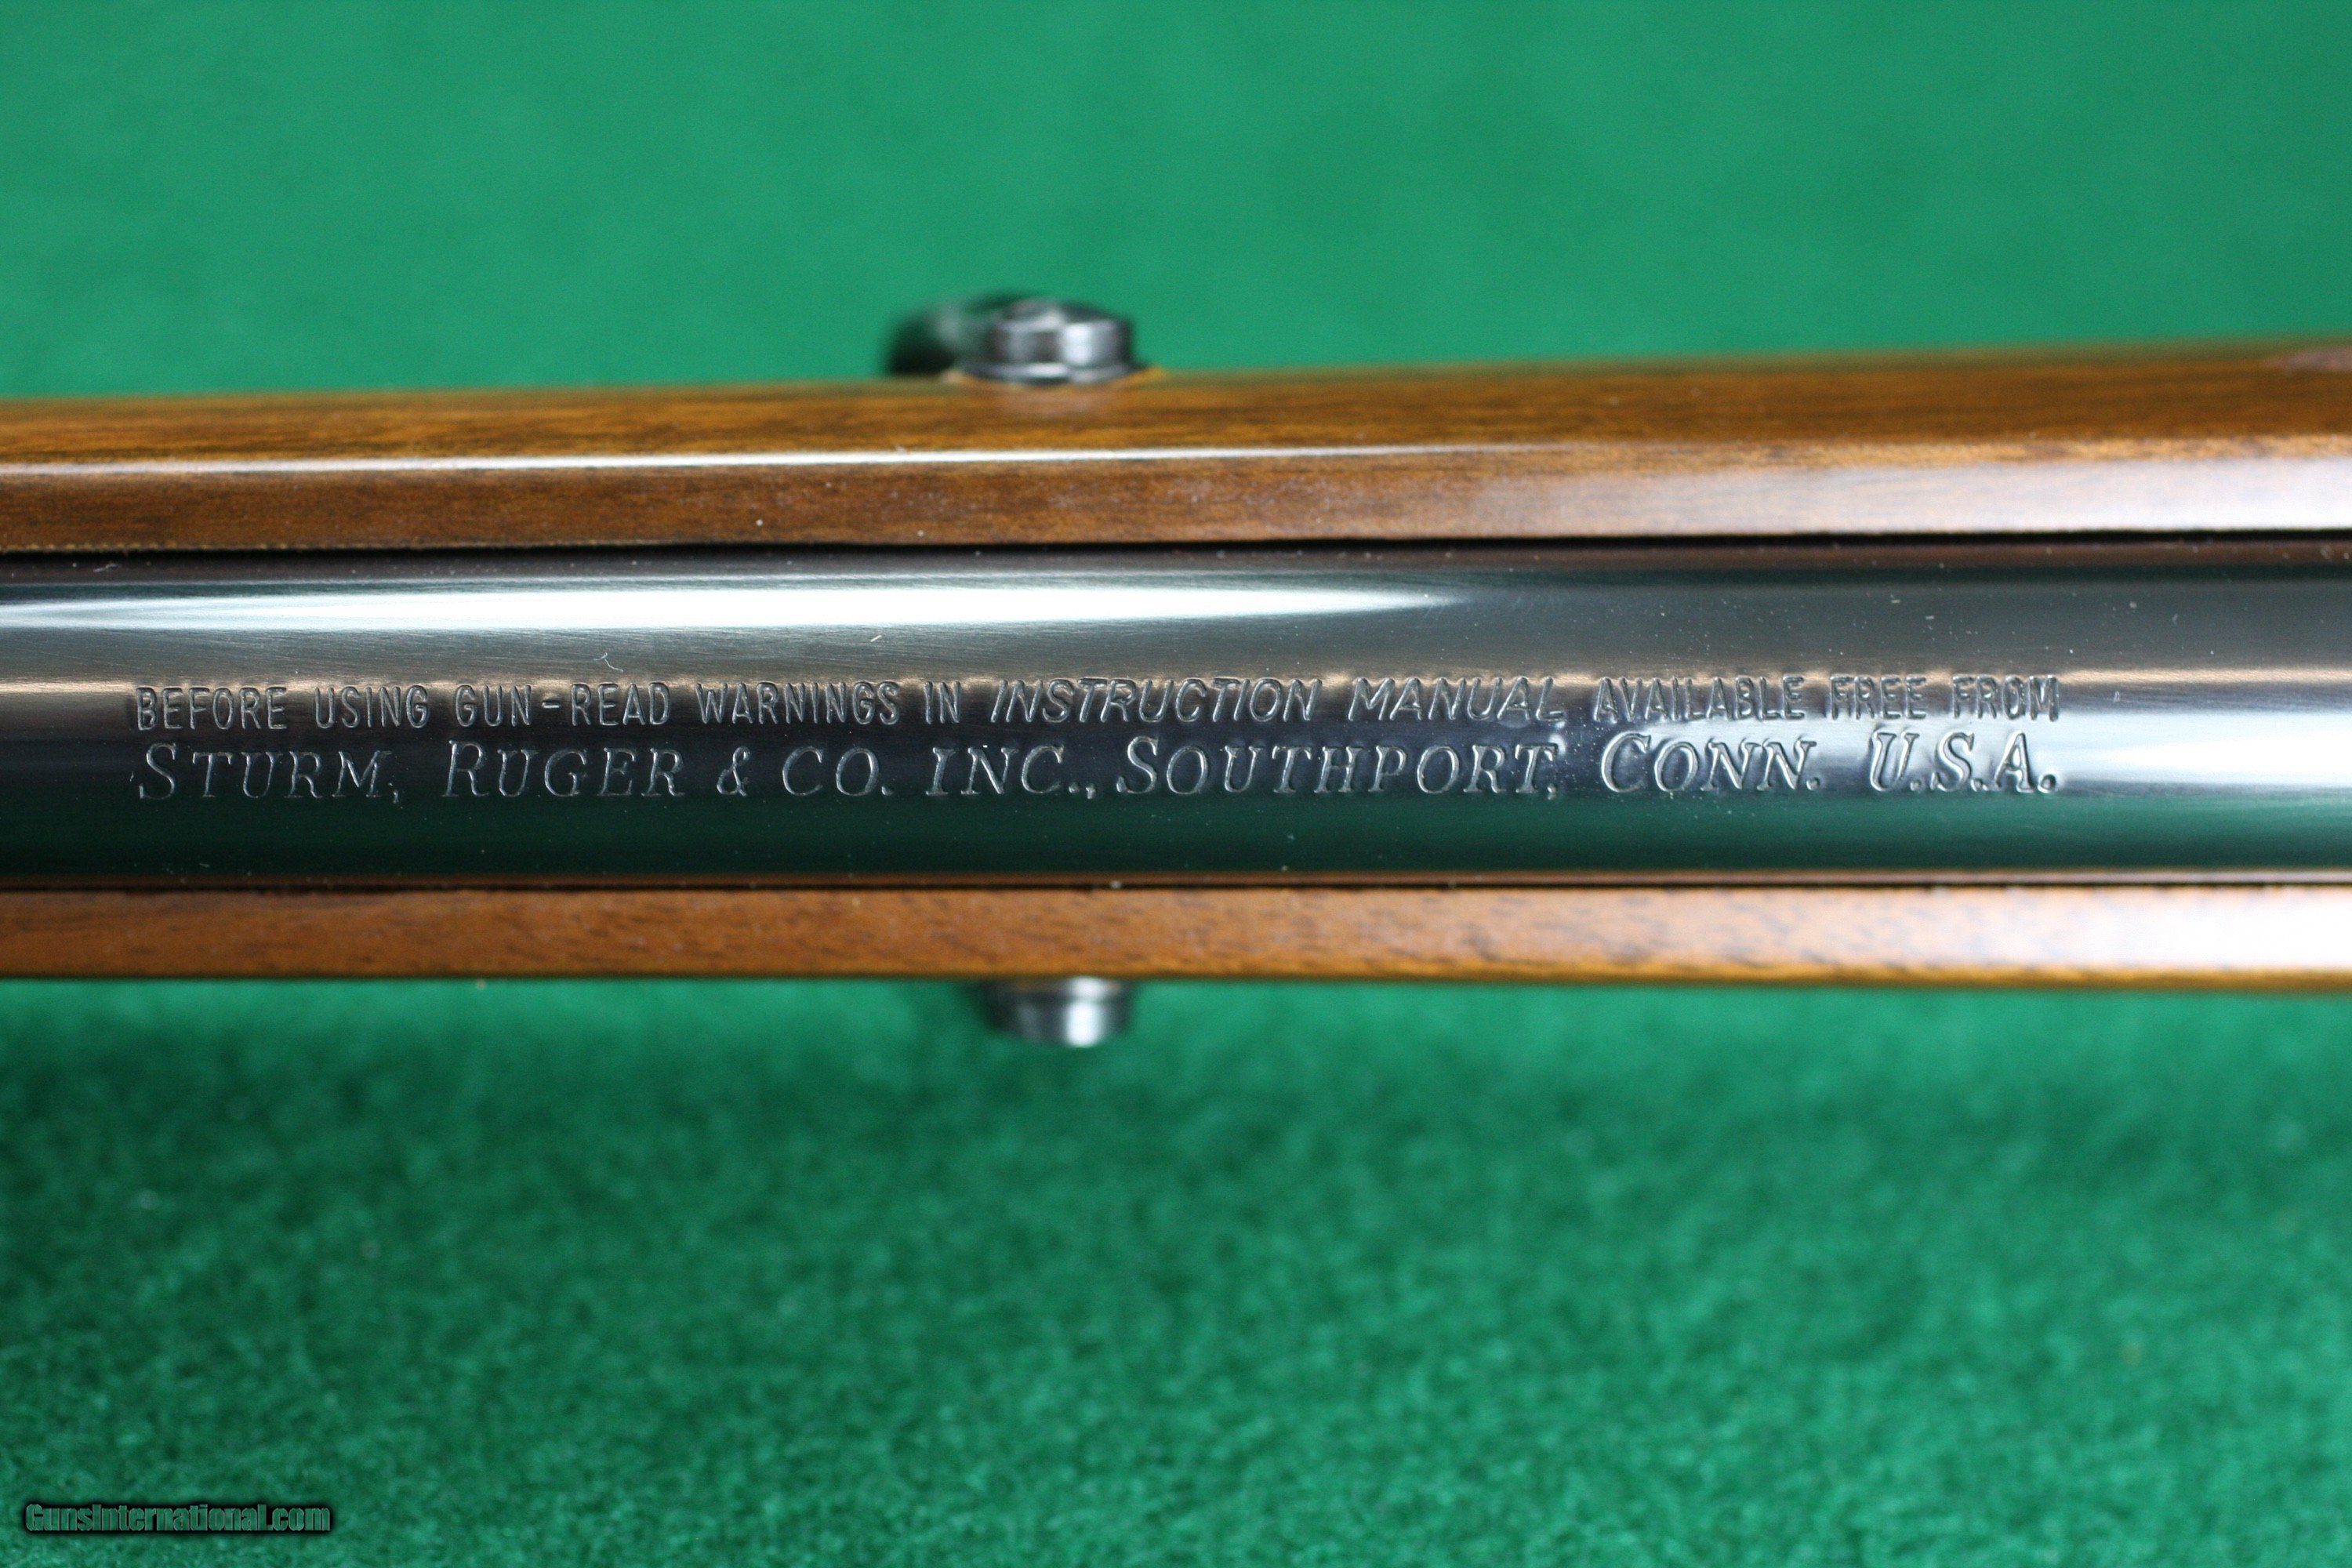 BEFORE USING GUN-READ WARNINGS IN INSTRUCTION MANUAL AVAILABLE FREE FROM
STURM, RUGER & CO. INC., SOUTHPORT, CONN. U.S.A.
GunsInternational.com